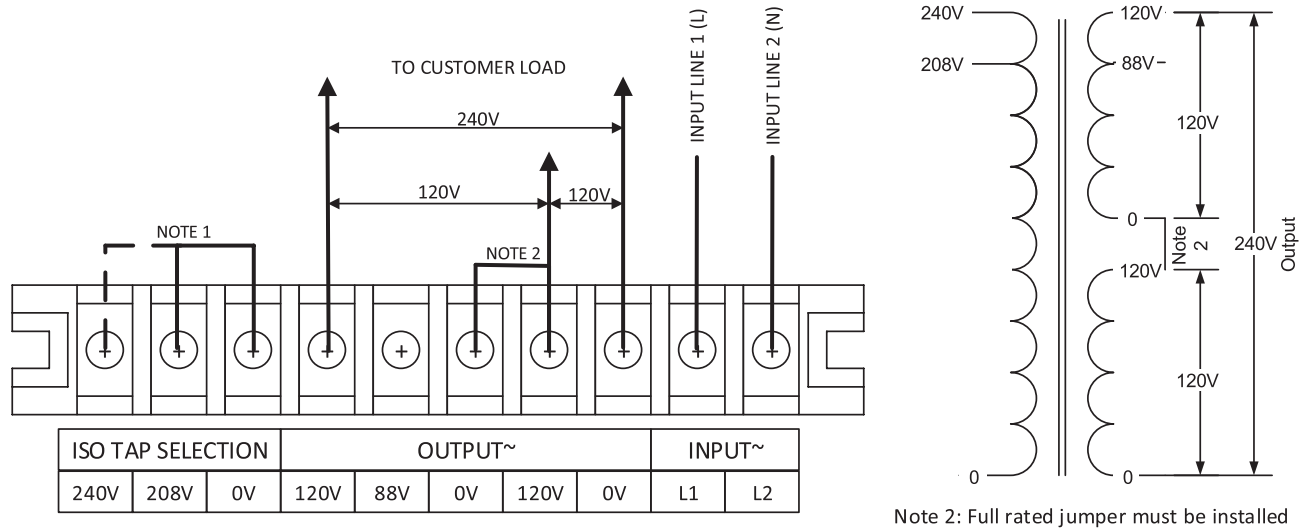 TO CUSTOMER LOAD
INPUT LINE 1 (L)
INPUT LINE 2 (N)
240V
120V
120V
NOTE 1
NOTE 2
ISO TAP SELECTION OUTPUT~ INPUT~
240V 208V 0V 120V 88V 0V 120V 0V L1 L2
240V
208V
0
120V
88V
0
120V
0
120V
Note
2
240V
Output
120V
Note 2: Full rated jumper must be installed